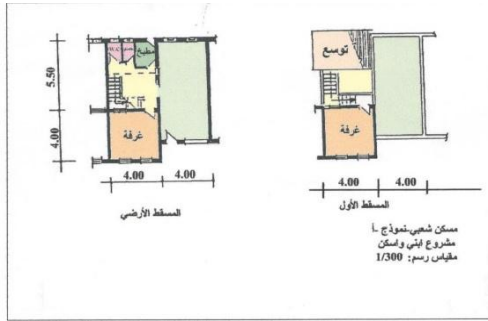 توسع
مطبخ
5.50
4.00
غرفة
غرفة
4.00
4.00
4.00
4.00
المسقط الأرضي
المسقط الأول
مسكن شعبي-نموذج -أ
مشروع ابني واسكن
مقياس رسم: 1/300